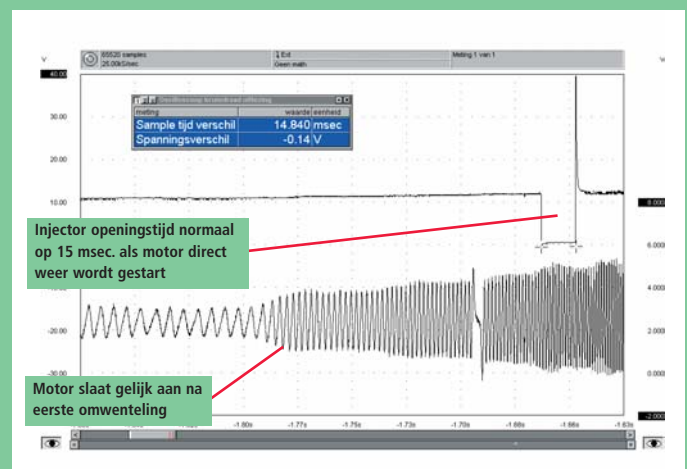 65520 samples
25.00kS/sec
Ext
Geen math
Meting 1 van 1
V
40.00
30.00
20.00
10.00
-20.00
-30.00
8.000
6.000
4.000
2.000
0.000
-2.000
meting
waarde
eenheid
Sample tijd verschil
14.840
msec
Spanningsverschil
-0.14
V
Injector openingstijd normaal
op 15 msec. als motor direct
weer wordt gestart
Motor slaat gelijk aan na
eerste omwenteling
-1.80s
-1.77s
-1.75s
-1.73s
-1.70s
-1.68s
-1.66s
-1.63s